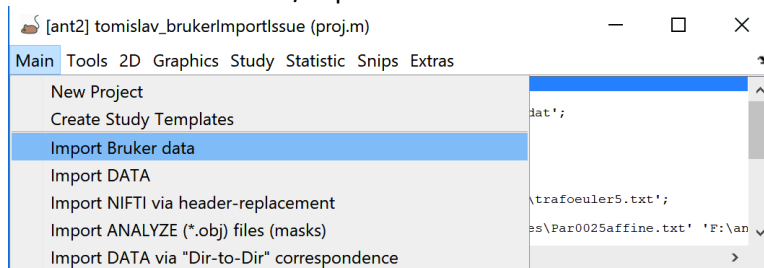 [ant2] tomislav_brukerImportIssue (proj.m)
Main Tools 2D Graphics Study Statistic Snips Extras
New Project
Create Study Templates
dat';
Import Bruker data
Import DATA
Import NIFTI via header-replacement
\trafoeuler5.txt';
Import ANALYZE (*.obj) files (masks)
es\Par0025affine.txt' 'F:\an
Import DATA via "Dir-to-Dir" correspondence